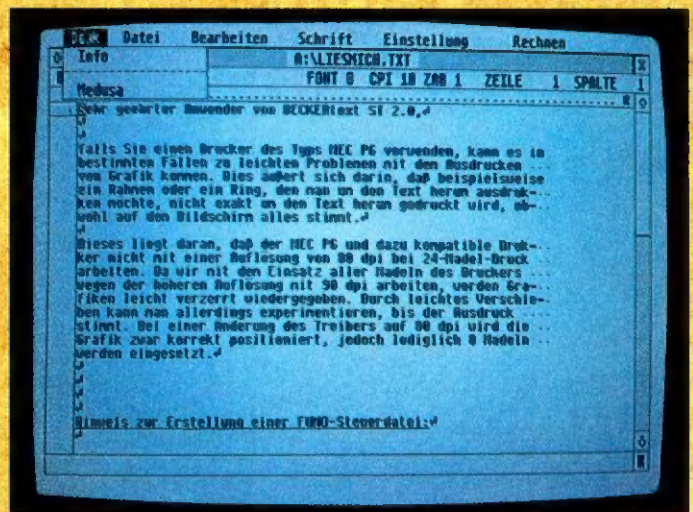 Desk Datei Bearbeiten Schrift Einstellung Rechnen
Info
A:\LIESMICH.TXT
FONT 0 CPI 10 ZAB 1 ZEILE 1 SPALTE 1
Medusa
Sehr geehrter Anwender von BECKERtext ST 2.0,
falls Sie einen Drucker des Typs NEC P6 verwenden, kann es in
bestimmten Fällen zu leichten Problemen mit dem Ausdrucken
von Grafik kommen. Dies äußert sich darin, daß beispielsweise
ein Rahmen oder ein Ring, den man um den Text herum ausdruk-
ken möchte, nicht exakt um den Text herum gedruckt wird, ob-
wohl auf dem Bildschirm alles stimmt.
Dieses liegt daran, daß der NEC P6 und dazu kompatible Druk-
ker nicht mit einer Auflösung von 80 dpi bei 24-Nadel-Druck
arbeiten. Da wir mit dem Einsatz aller Nadeln des Druckers
wegen der höheren Auflösung mit 90 dpi arbeiten, werden Gra-
fiken leicht verzerrt wiedergegeben. Durch leichtes Verschie-
ben kann man allerdings experimentieren, bis der Ausdruck
stimmt. Bei einer Änderung des Treibers auf 80 dpi wird die
Grafik zwar korrekt positioniert, jedoch lediglich 8 Nadeln
werden eingesetzt.
Hinweis zur Erstellung einer FUNO-Steuerdatei: